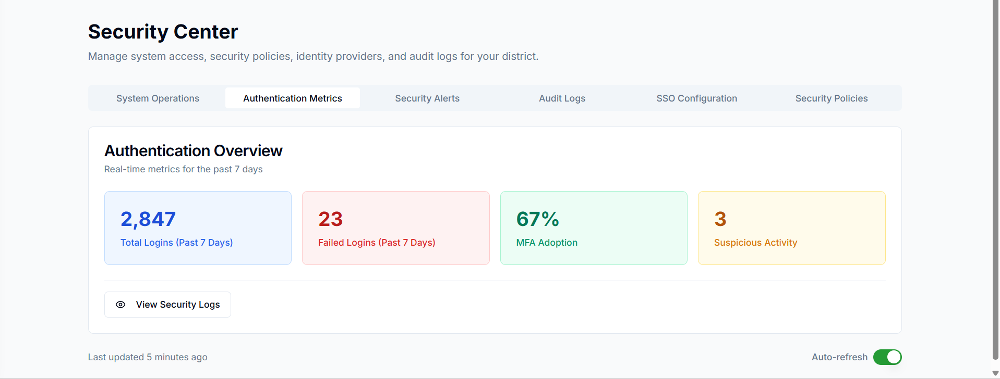 Security Center
Manage system access, security policies, identity providers, and audit logs for your district.
System Operations
Authentication Metrics
Security Alerts
Audit Logs
SSO Configuration
Security Policies
Authentication Overview
Real-time metrics for the past 7 days
2,847
Total Logins (Past 7 Days)
23
Failed Logins (Past 7 Days)
67%
MFA Adoption
3
Suspicious Activity
View Security Logs
Last updated 5 minutes ago
Auto-refresh